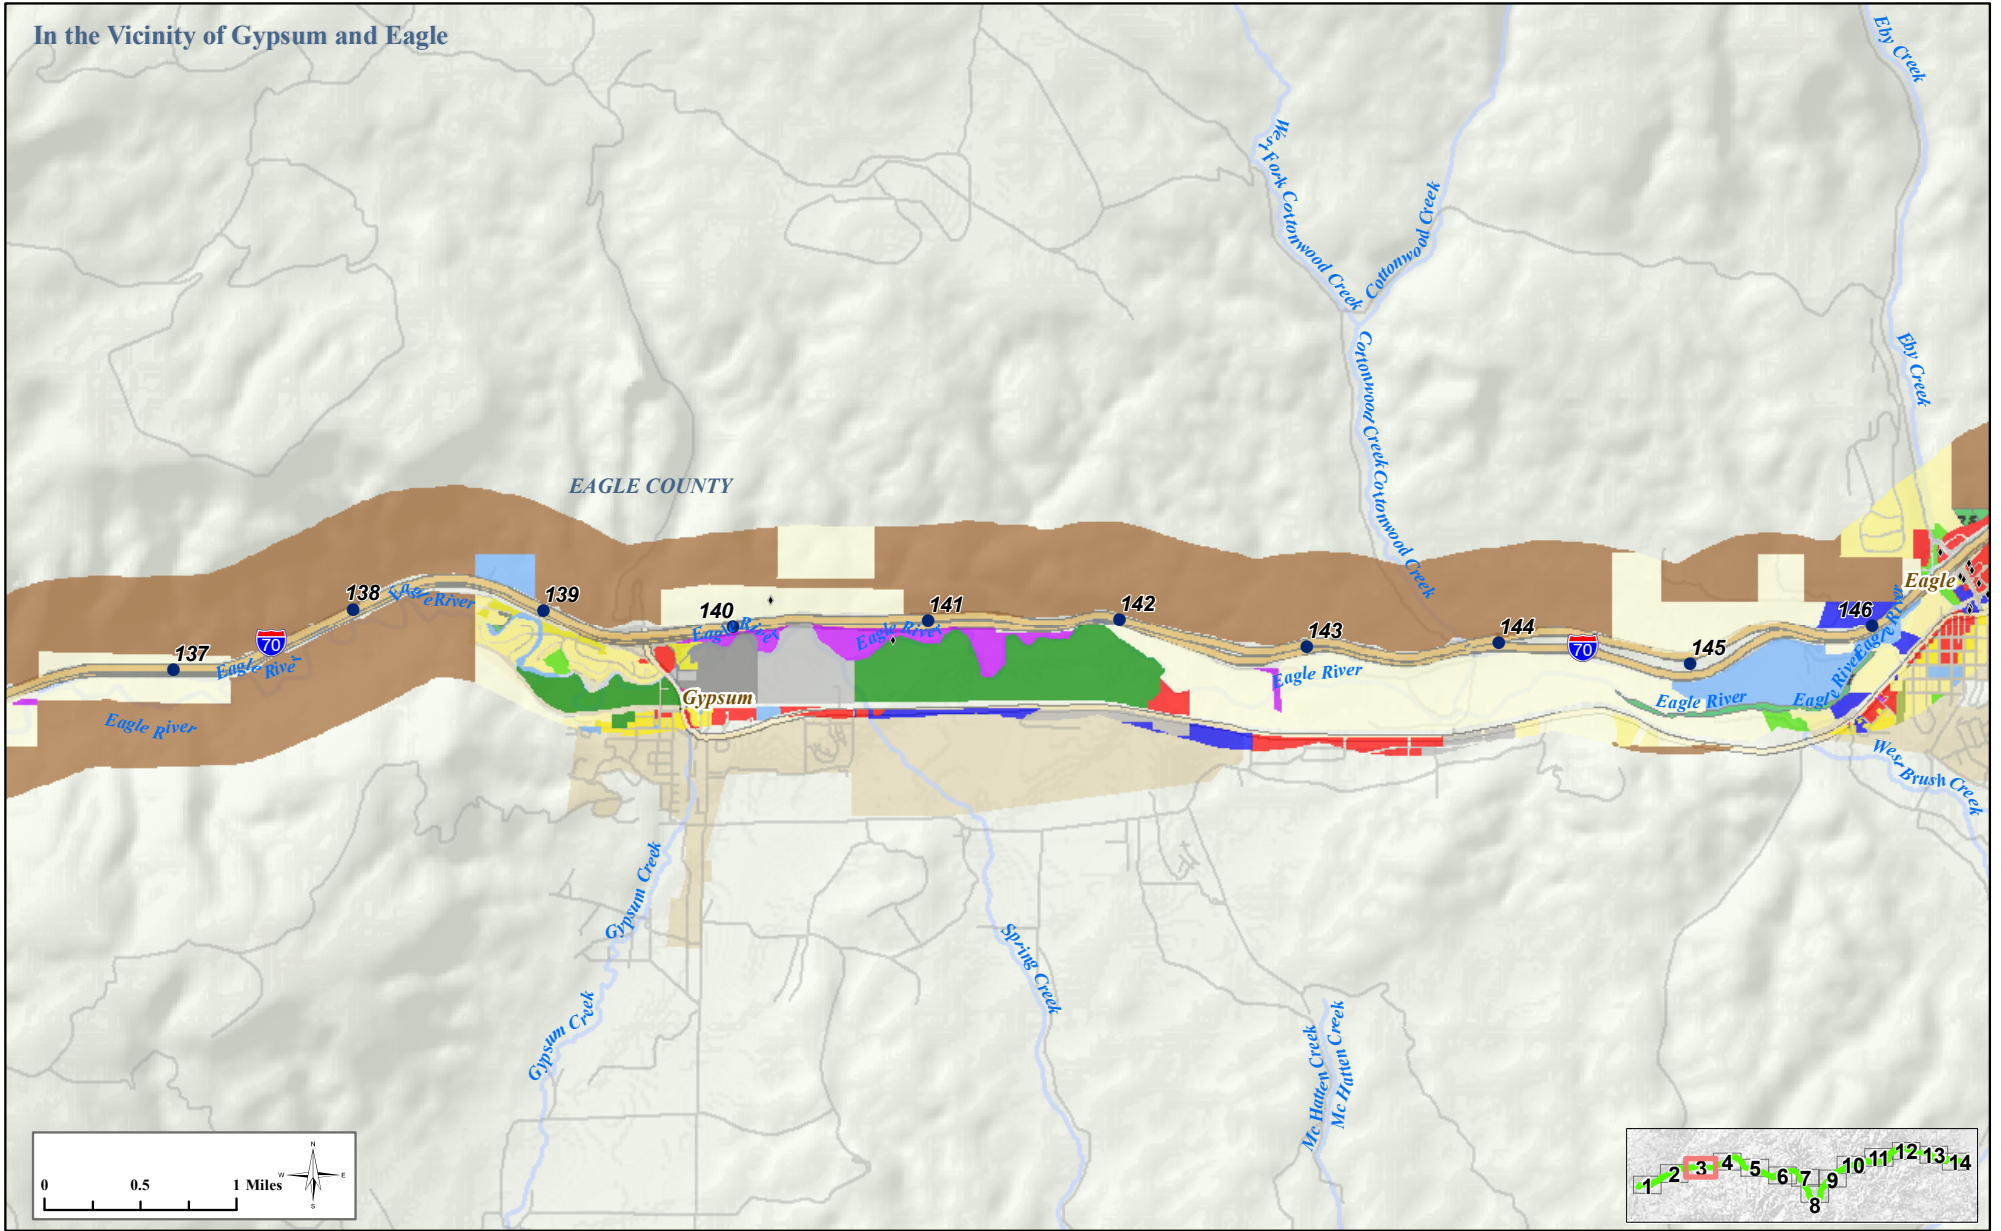 In the Vicinity of Gypsum and Eagle
Eby Creek
West Fork Cottonwood Creek
Cottonwood Creek
Eby Creek
Cottonwood Creek
Cottonwood Creek
EAGLE COUNTY
138
Eagle River
139
140
Eagle River
141
Eagle River
142
143
144
70
145
146
Eagle
Eagle River
137
70
Eagle River
Eagle River
Gypsum
Eagle River
Eagle River
Eagle River
West Brush Creek
Gypsum Creek
Spring Creek
Gypsum Creek
Mc Hatten Creek
Mc Hatten Creek
N
W
E
S
0
0.5
1 Miles
1
2
3
4
5
6
7
8
9
10
11
12
13
14